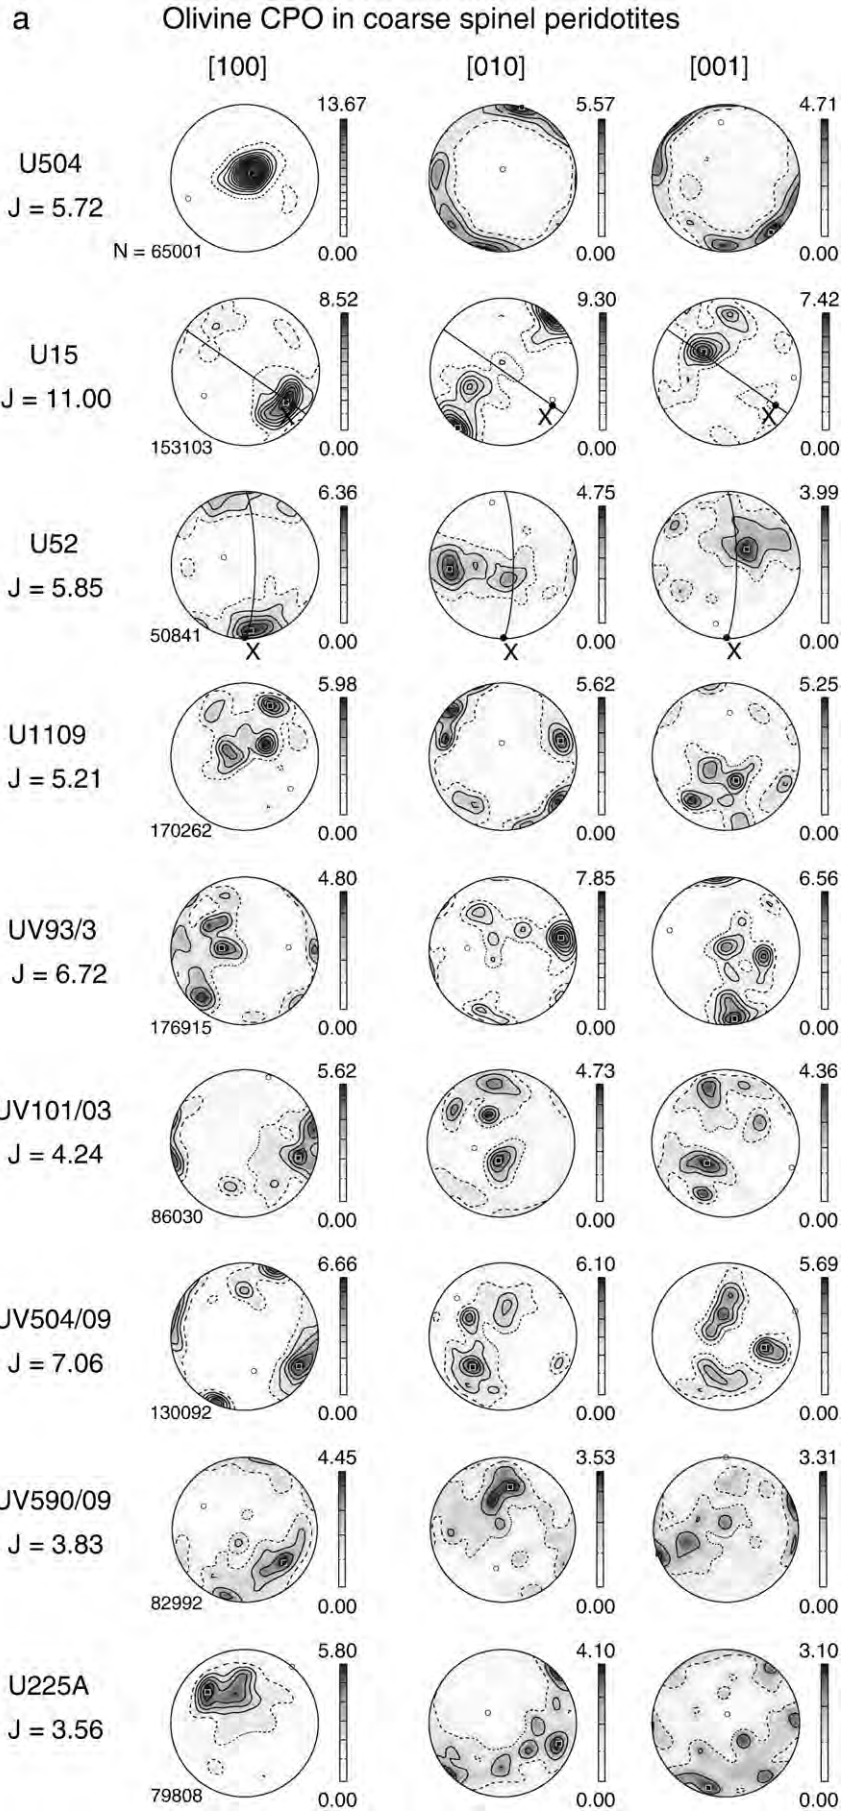 a
Olivine CPO in coarse spinel peridotites
[100] [010] [001]
13.67 5.57 4.71
U504
J = 5.72
N = 65001 0.00 0.00 0.00
8.52 9.30 7.42
U15
J = 11.00
X X X
153103 0.00 0.00 0.00
6.36 4.75 3.99
U52
J = 5.85
50841 0.00 0.00 0.00
X X X
5.98 5.62 5.25
U1109
J = 5.21
170262 0.00 0.00 0.00
4.80 7.85 6.56
UV93/3
J = 6.72
176915 0.00 0.00 0.00
5.62 4.73 4.36
UV101/03
J = 4.24
86030 0.00 0.00 0.00
6.66 6.10 5.69
UV504/09
J = 7.06
130092 0.00 0.00 0.00
4.45 3.53 3.31
UV590/09
J = 3.83
82992 0.00 0.00 0.00
5.80 4.10 3.10
U225A
J = 3.56
79808 0.00 0.00 0.00